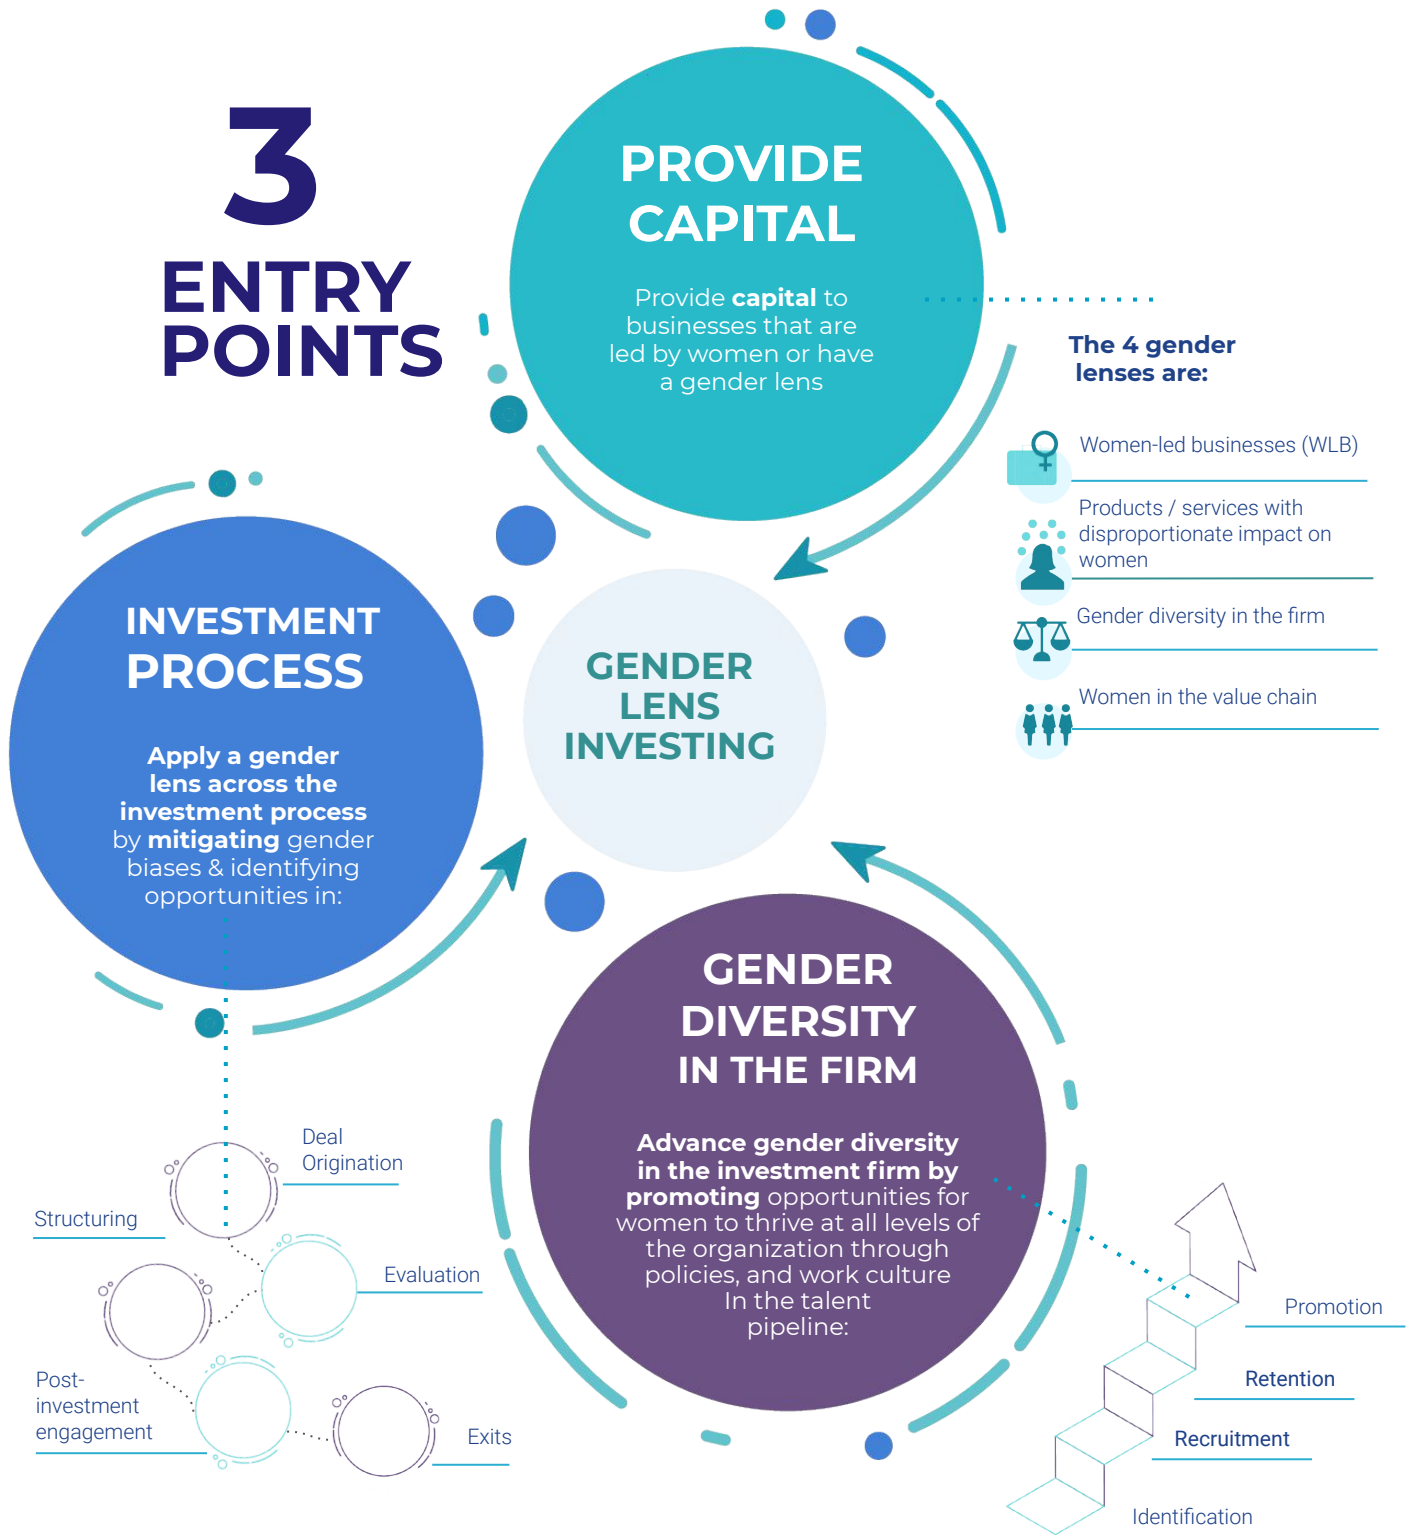 3
ENTRY
POINTS
PROVIDE
CAPITAL
Provide capital to
businesses that are
led by women or have
a gender lens
The 4 gender
lenses are:
Women-led businesses (WLB)
Products / services with
disproportionate impact on
women
Gender diversity in the firm
Women in the value chain
INVESTMENT
PROCESS
Apply a gender
lens across the
investment process
by mitigating gender
biases & identifying
opportunities in:
GENDER
LENS
INVESTING
GENDER
DIVERSITY
IN THE FIRM
Advance gender diversity
in the investment firm by
promoting opportunities for
women to thrive at all levels of
the organization through
policies, and work culture
In the talent
pipeline:
Deal
Origination
Structuring
Evaluation
Post-
investment
engagement
Exits
Promotion
Retention
Recruitment
Identification